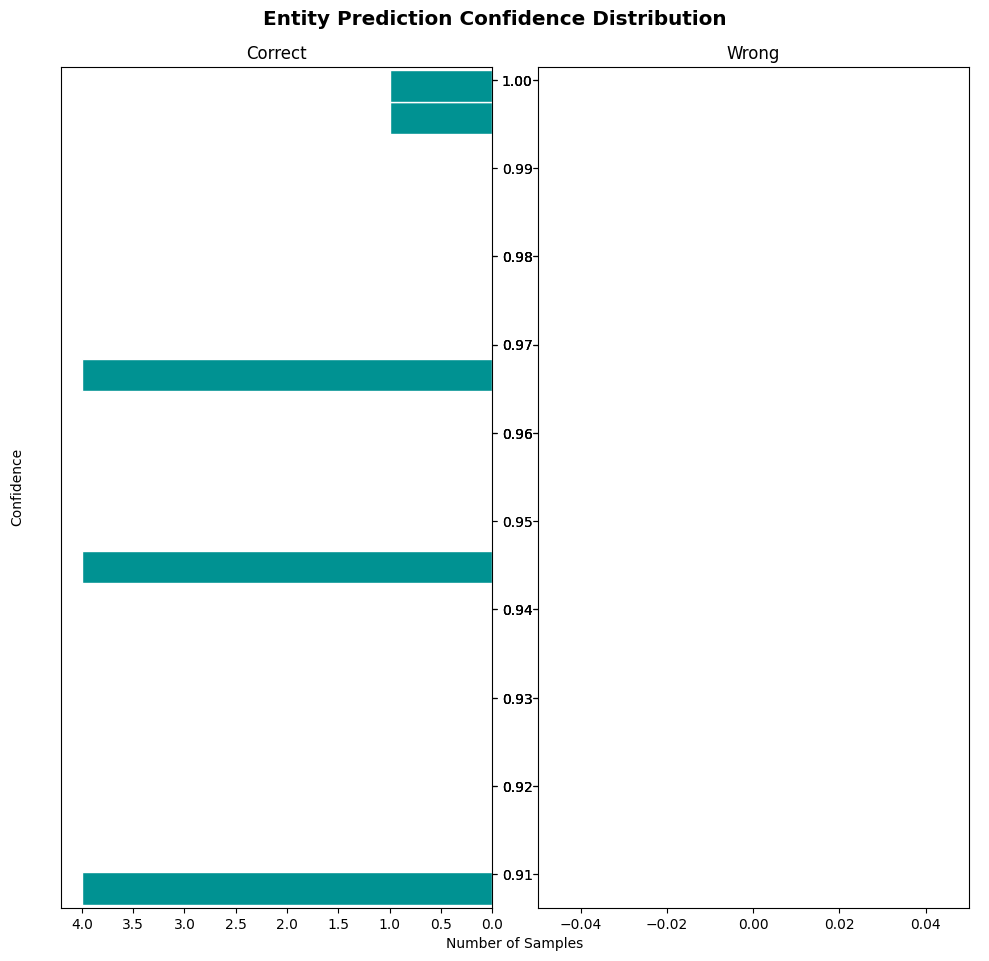 Entity Prediction Confidence Distribution
Correct
Wrong
1.00
0.99
0.98
0.97
0.96
0.95
0.94
0.93
0.92
0.91
Confidence
4.0 3.5 3.0 2.5 2.0 1.5 1.0 0.5 0.0
−0.04 −0.02 0.00 0.02 0.04
Number of Samples